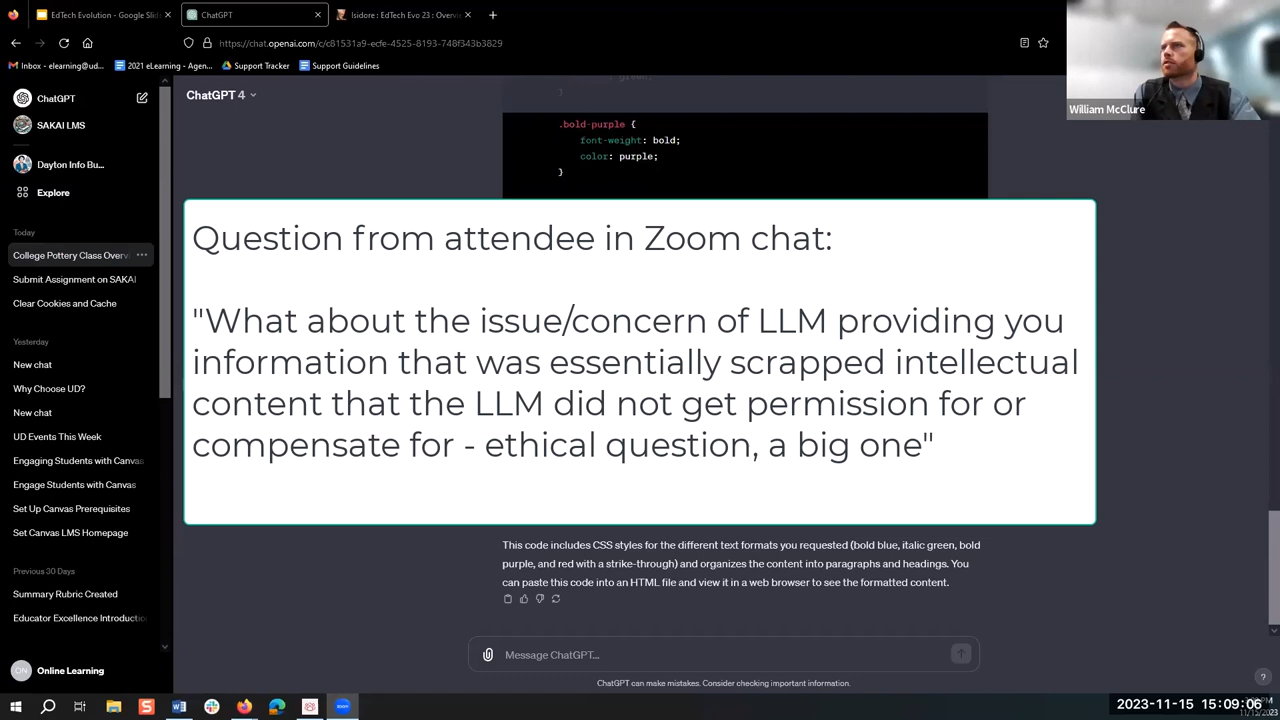 EdTech Evolution - Google Slid
ChatGPT
Isidore : EdTech Evo 23 : Overvi
https://chat.openai.com/c/c81531a9-ecfe-4525-8193-748f343b3829
Inbox - elearning@ud...
2021 eLearning - Agen...
Support Tracker
Support Guidelines
William McClure
ChatGPT
SAKAI LMS
Dayton Info Bu...
Explore
Today
College Pottery Class Overv
Submit Assignment on SAKAI
Clear Cookies and Cache
Yesterday
New chat
Why Choose UD?
New chat
UD Events This Week
Engaging Students with Canvas
Engage Students with Canvas
Set Up Canvas Prerequisites
Set Canvas LMS Homepage
Previous 30 Days
Summary Rubric Created
Educator Excellence Introductio
ON Online Learning
ChatGPT 4
green;
}
.bold-purple {
font-weight: bold;
color: purple;
}
Question from attendee in Zoom chat:
"What about the issue/concern of LLM providing you
information that was essentially scrapped intellectual
content that the LLM did not get permission for or
compensate for - ethical question, a big one"
This code includes CSS styles for the different text formats you requested (bold blue, italic green, bold
purple, and red with a strike-through) and organizes the content into paragraphs and headings. You
can paste this code into an HTML file and view it in a web browser to see the formatted content.
Message ChatGPT...
ChatGPT can make mistakes. Consider checking important information.
?
2023-11-15 15:09:06